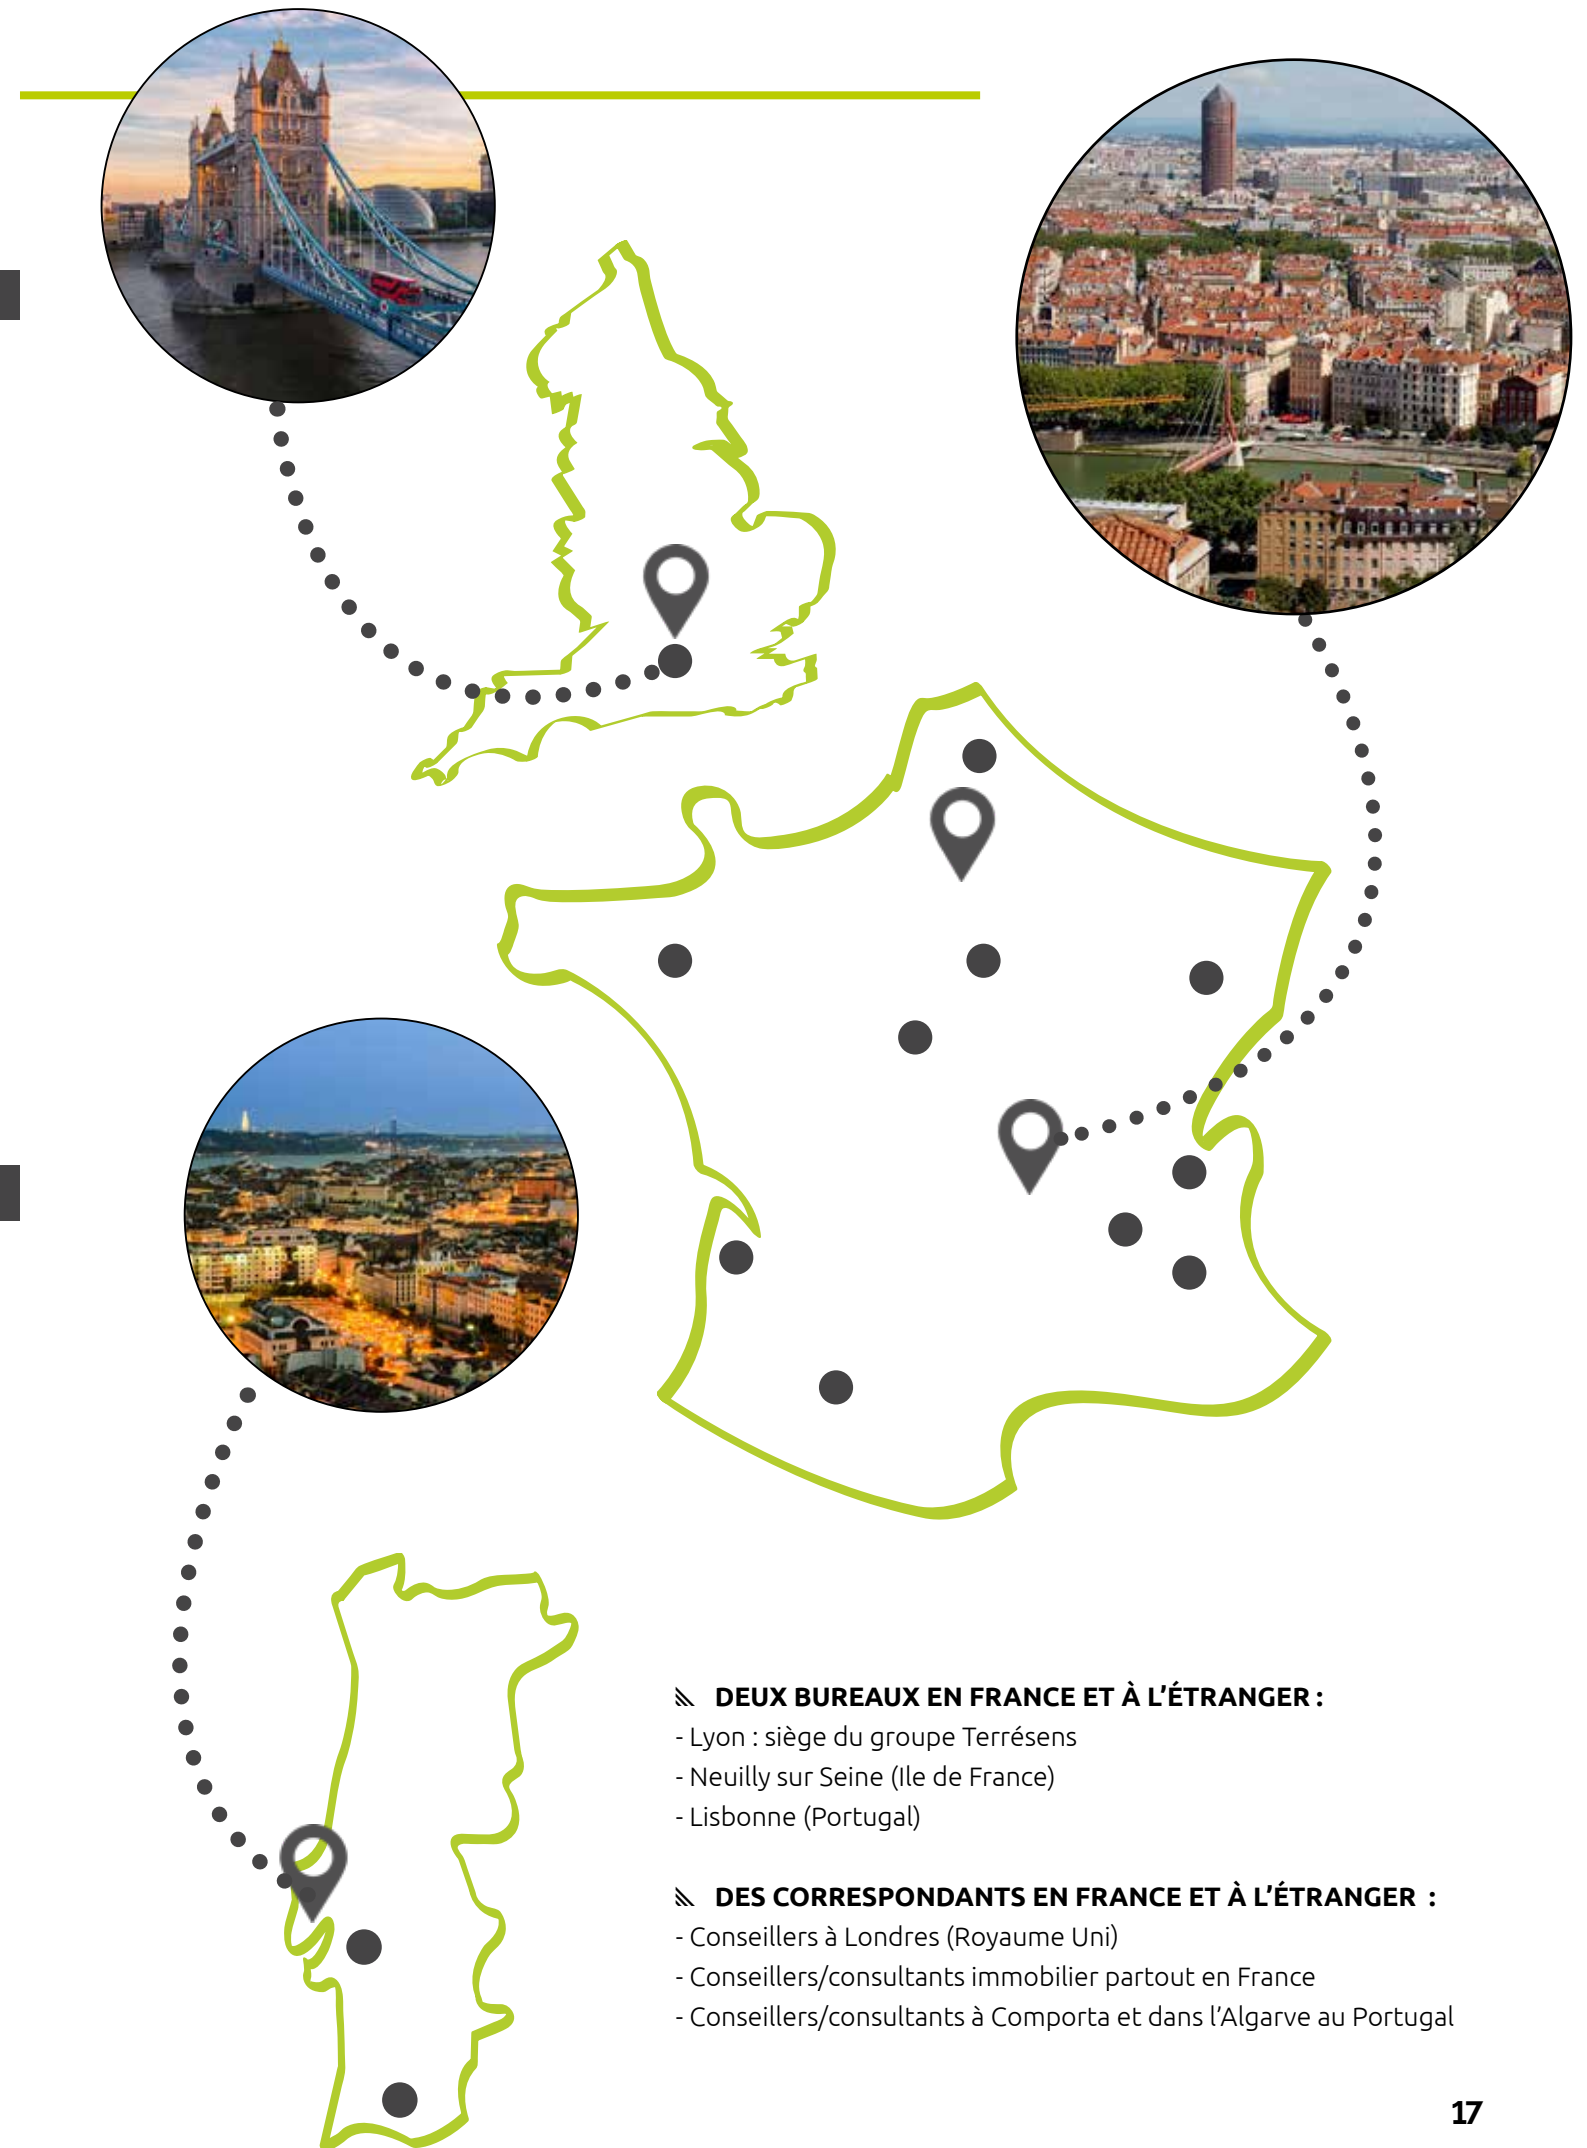 DEUX BUREAUX EN FRANCE ET À L'ÉTRANGER :
- Lyon : siège du groupe Terrésens
- Neuilly sur Seine (Ile de France)
- Lisbonne (Portugal)
DES CORRESPONDANTS EN FRANCE ET À L'ÉTRANGER :
- Conseillers à Londres (Royaume Uni)
- Conseillers/consultants immobilier partout en France
- Conseillers/consultants à Comporta et dans l'Algarve au Portugal
17